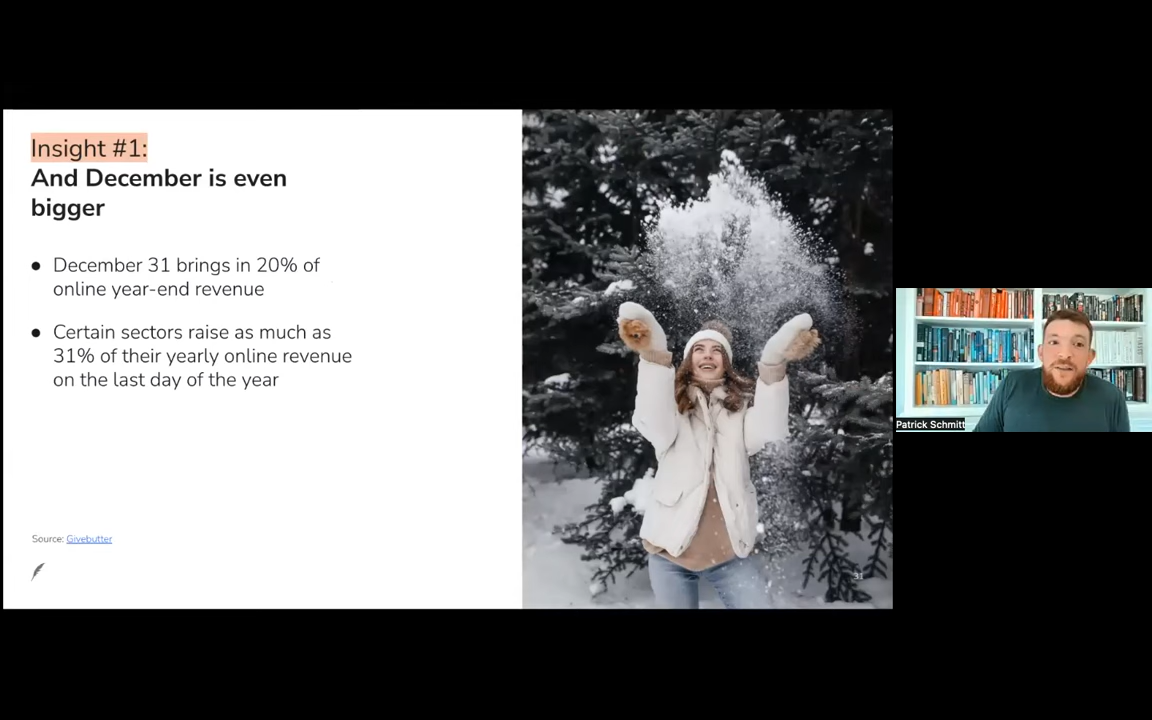 Insight #1:
And December is even
bigger
● December 31 brings in 20% of
online year-end revenue
● Certain sectors raise as much as
31% of their yearly online revenue
on the last day of the year
Source: Givebutter
31
Patrick Schmitt